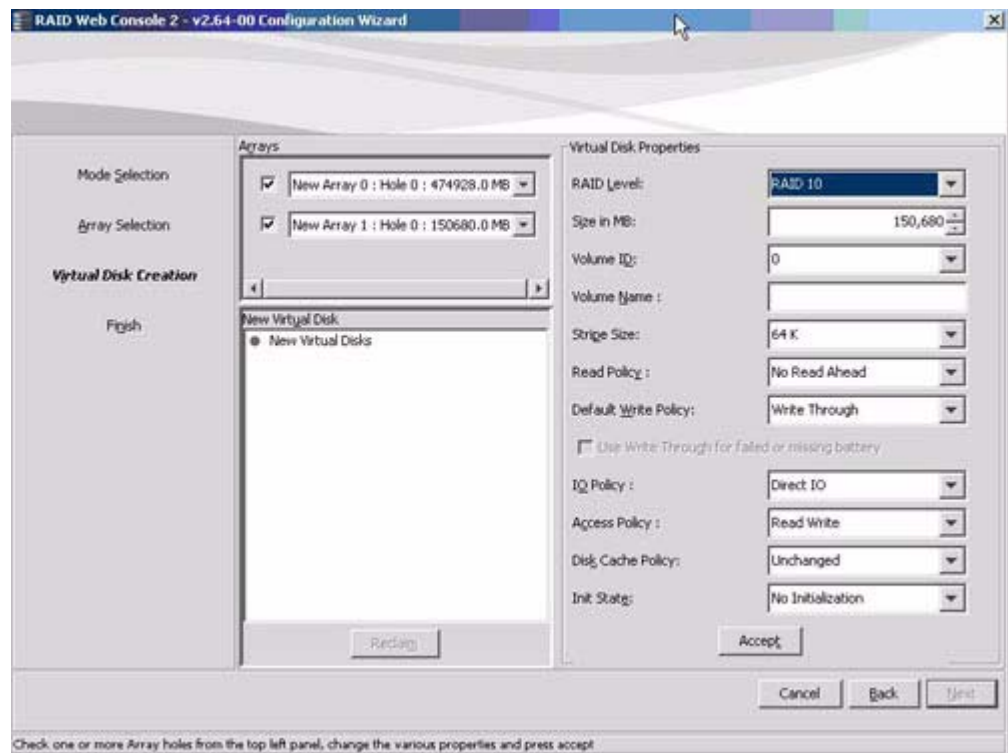 RAID Web Console 2 - v2.64-00 Configuration Wizard
Mode Selection
Array Selection
Virtual Disk Creation
Finish
Arrays
New Array 0 : Hole 0 : 474928.0 MB
New Array 1 : Hole 0 : 150680.0 MB
New Virtual Disk
New Virtual Disks
Reclaim
Virtual Disk Properties
RAID Level: RAID 10
Size in MB: 150,680
Volume ID: 0
Volume Name :
Stripe Size: 64 K
Read Policy : No Read Ahead
Default Write Policy: Write Through
Use Write Through for failed or missing battery
IO Policy : Direct IO
Access Policy : Read Write
Disk Cache Policy: Unchanged
Init State: No Initialization
Accept
Cancel
Back
Next
Check one or more Array holes from the top left panel, change the various properties and press accept